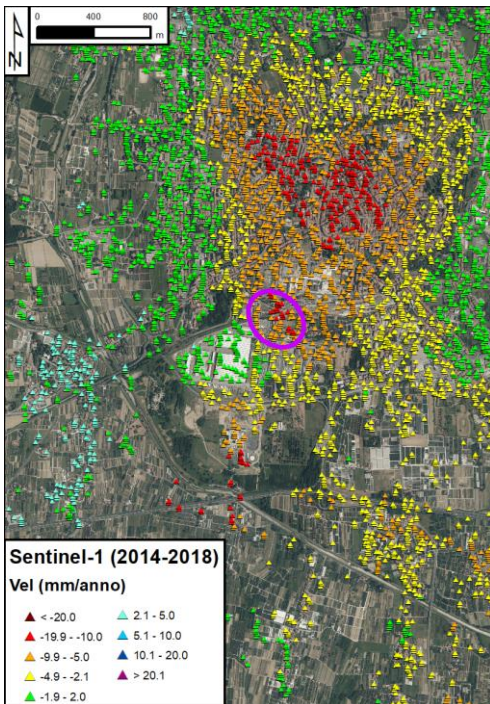 N
0 400 800
m
Sentinel-1 (2014-2018)
Vel (mm/anno)
< -20.0
-19.9 - -10.0
-9.9 - -5.0
-4.9 - -2.1
-1.9 - 2.0
2.1 - 5.0
5.1 - 10.0
10.1 - 20.0
> 20.1